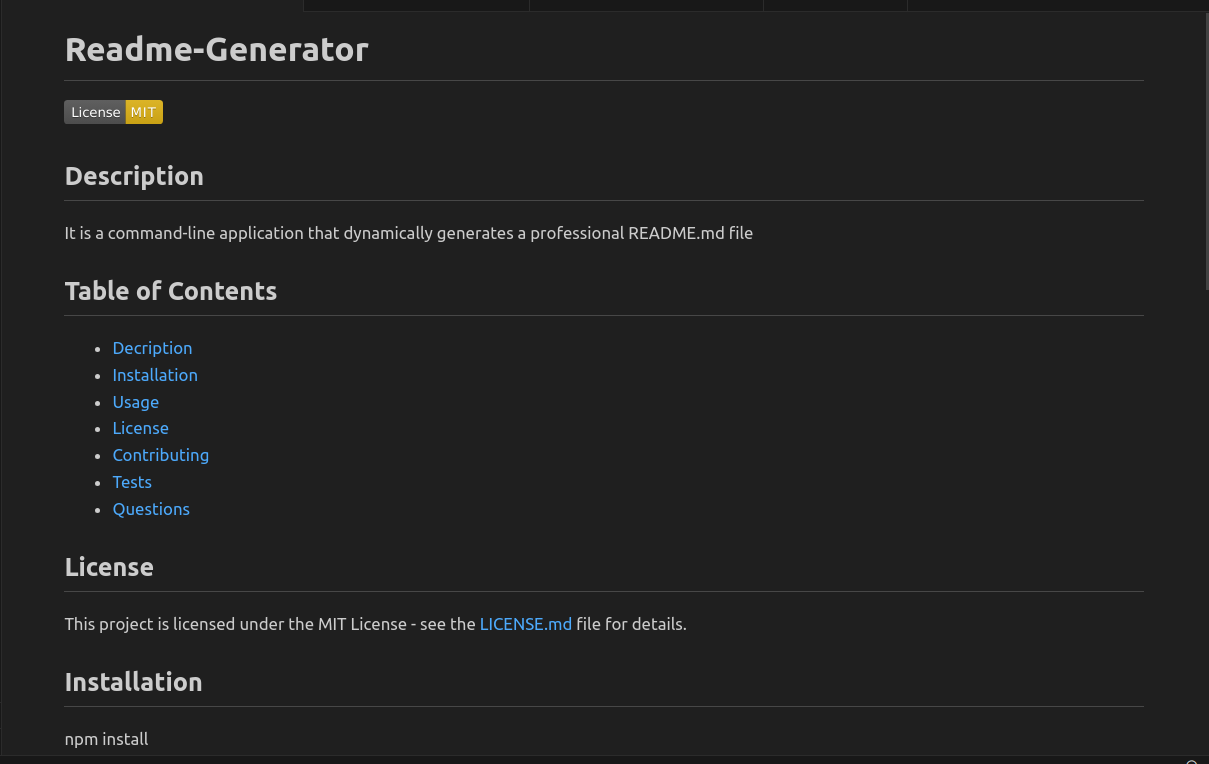 Readme-Generator
License MIT
Description
It is a command-line application that dynamically generates a professional README.md file
Table of Contents
Decription
Installation
Usage
License
Contributing
Tests
Questions
License
This project is licensed under the MIT License - see the LICENSE.md file for details.
Installation
npm install